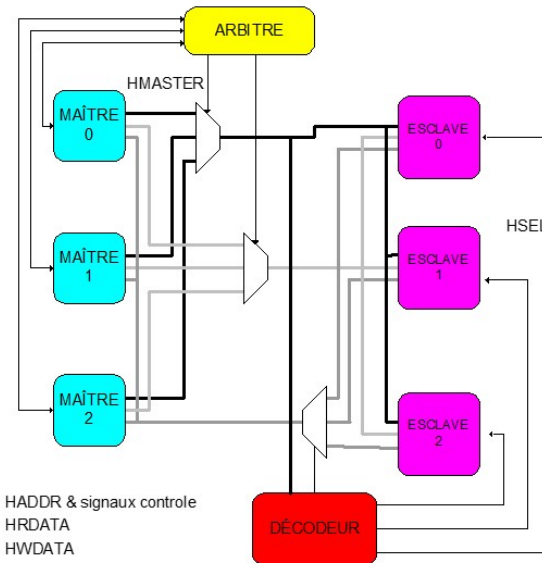 ARBITRE
HMASTER
MAÎTRE
0
ESCLAVE
0
HSEL
MAÎTRE
1
ESCLAVE
1
MAÎTRE
2
ESCLAVE
2
HADDR & signaux controle
HRDATA
HWDATA
DÉCODEUR